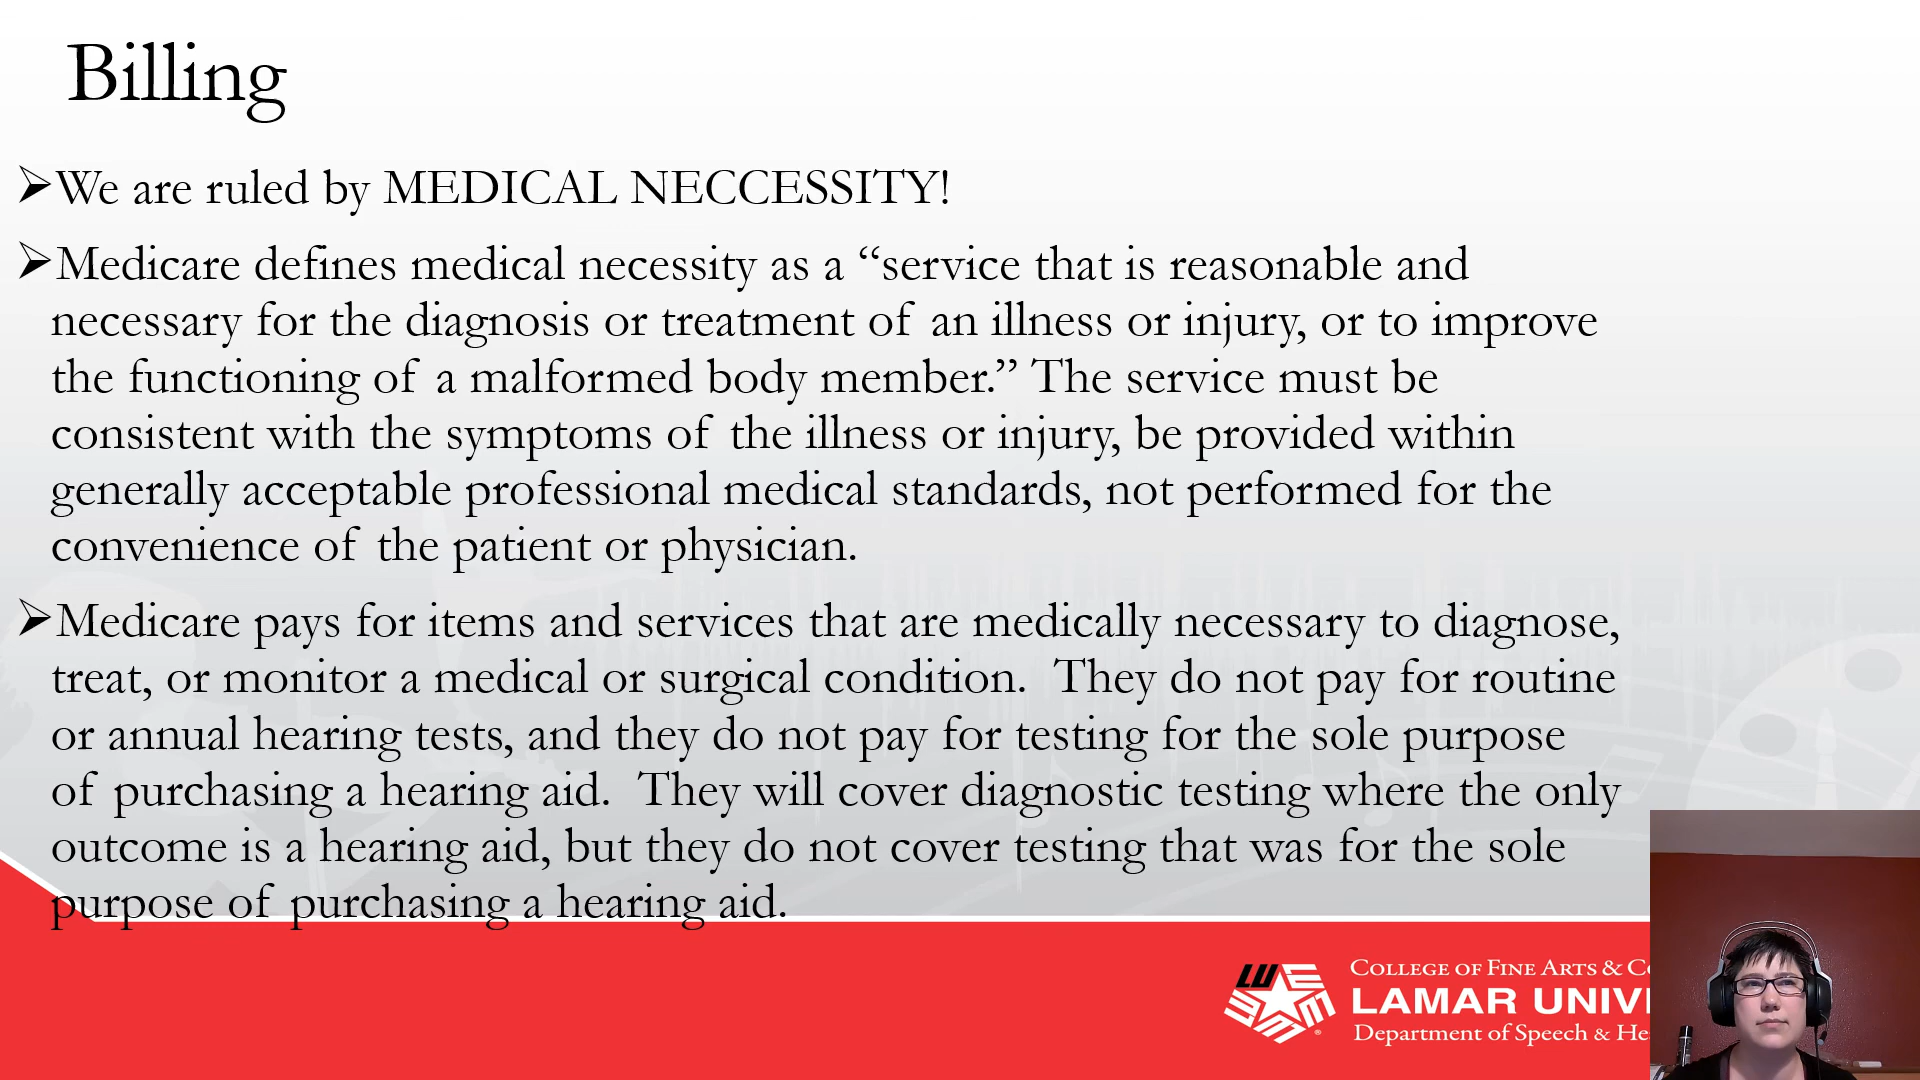 Billing
➢We are ruled by MEDICAL NECCESSITY!
➢Medicare defines medical necessity as a “service that is reasonable and
necessary for the diagnosis or treatment of an illness or injury, or to improve
the functioning of a malformed body member.” The service must be
consistent with the symptoms of the illness or injury, be provided within
generally acceptable professional medical standards, not performed for the
convenience of the patient or physician.
➢Medicare pays for items and services that are medically necessary to diagnose,
treat, or monitor a medical or surgical condition. They do not pay for routine
or annual hearing tests, and they do not pay for testing for the sole purpose
of purchasing a hearing aid. They will cover diagnostic testing where the only
outcome is a hearing aid, but they do not cover testing that was for the sole
purpose of purchasing a hearing aid.
COLLEGE OF FINE ARTS &
LAMAR
Department of Speech &